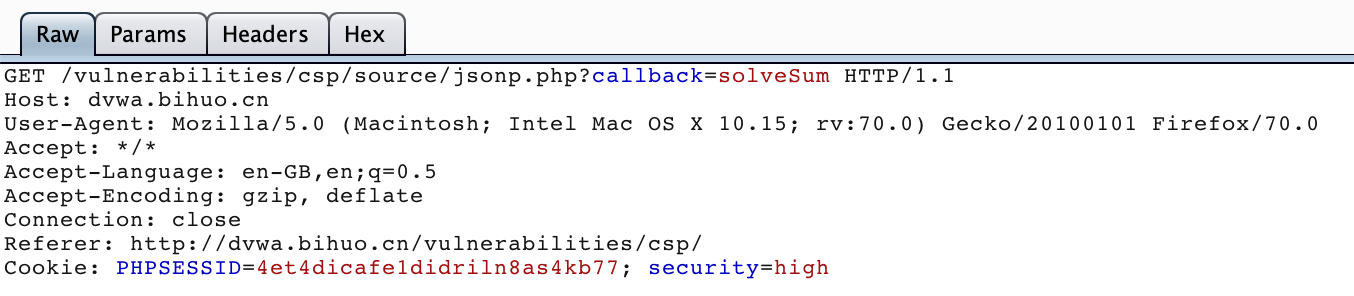 Raw Params Headers Hex
GET /vulnerabilities/csp/source/jsonp.php?callback=solveSum HTTP/1.1
Host: dvwa.bihuo.cn
User-Agent: Mozilla/5.0 (Macintosh; Intel Mac OS X 10.15; rv:70.0) Gecko/20100101 Firefox/70.0
Accept: */*
Accept-Language: en-GB,en;q=0.5
Accept-Encoding: gzip, deflate
Connection: close
Referer: http://dvwa.bihuo.cn/vulnerabilities/csp/
Cookie: PHPSESSID=4et4dicafe1didriln8as4kb77; security=high